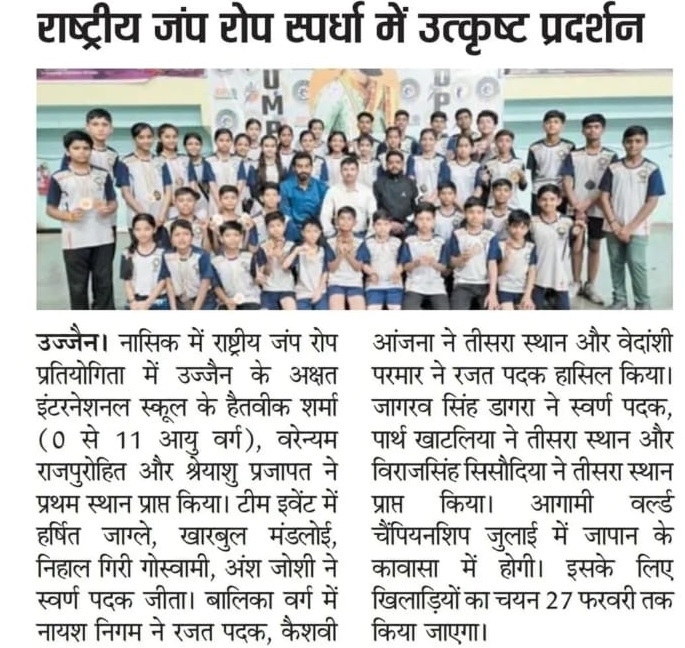 राष्ट्रीय जंप रोप स्पर्धा में उत्कृष्ट प्रदर्शन
UMP
UP
उज्जैन। नासिक में राष्ट्रीय जंप रोप
प्रतियोगिता में उज्जैन के अक्षत
इंटरनेशनल स्कूल के हैतवीक शर्मा
(0 से 11 आयु वर्ग), वरेन्यम
राजपुरोहित और श्रेयाशु प्रजापत ने
प्रथम स्थान प्राप्त किया। टीम इवेंट में
हर्षित जाग्ले, खारबुल मंडलोई,
निहाल गिरी गोस्वामी, अंश जोशी ने
स्वर्ण पदक जीता। बालिका वर्ग में
नायश निगम ने रजत पदक, कैशवी
आंजना ने तीसरा स्थान और वेदांशी
परमार ने रजत पदक हासिल किया।
जागरव सिंह डागरा ने स्वर्ण पदक,
पार्थ खाटलिया ने तीसरा स्थान और
विराजसिंह सिसौदिया ने तीसरा स्थान
प्राप्त किया। आगामी वर्ल्ड
चैंपियनशिप जुलाई में जापान के
कावासा में होगी। इसके लिए
खिलाड़ियों का चयन 27 फरवरी तक
किया जाएगा।